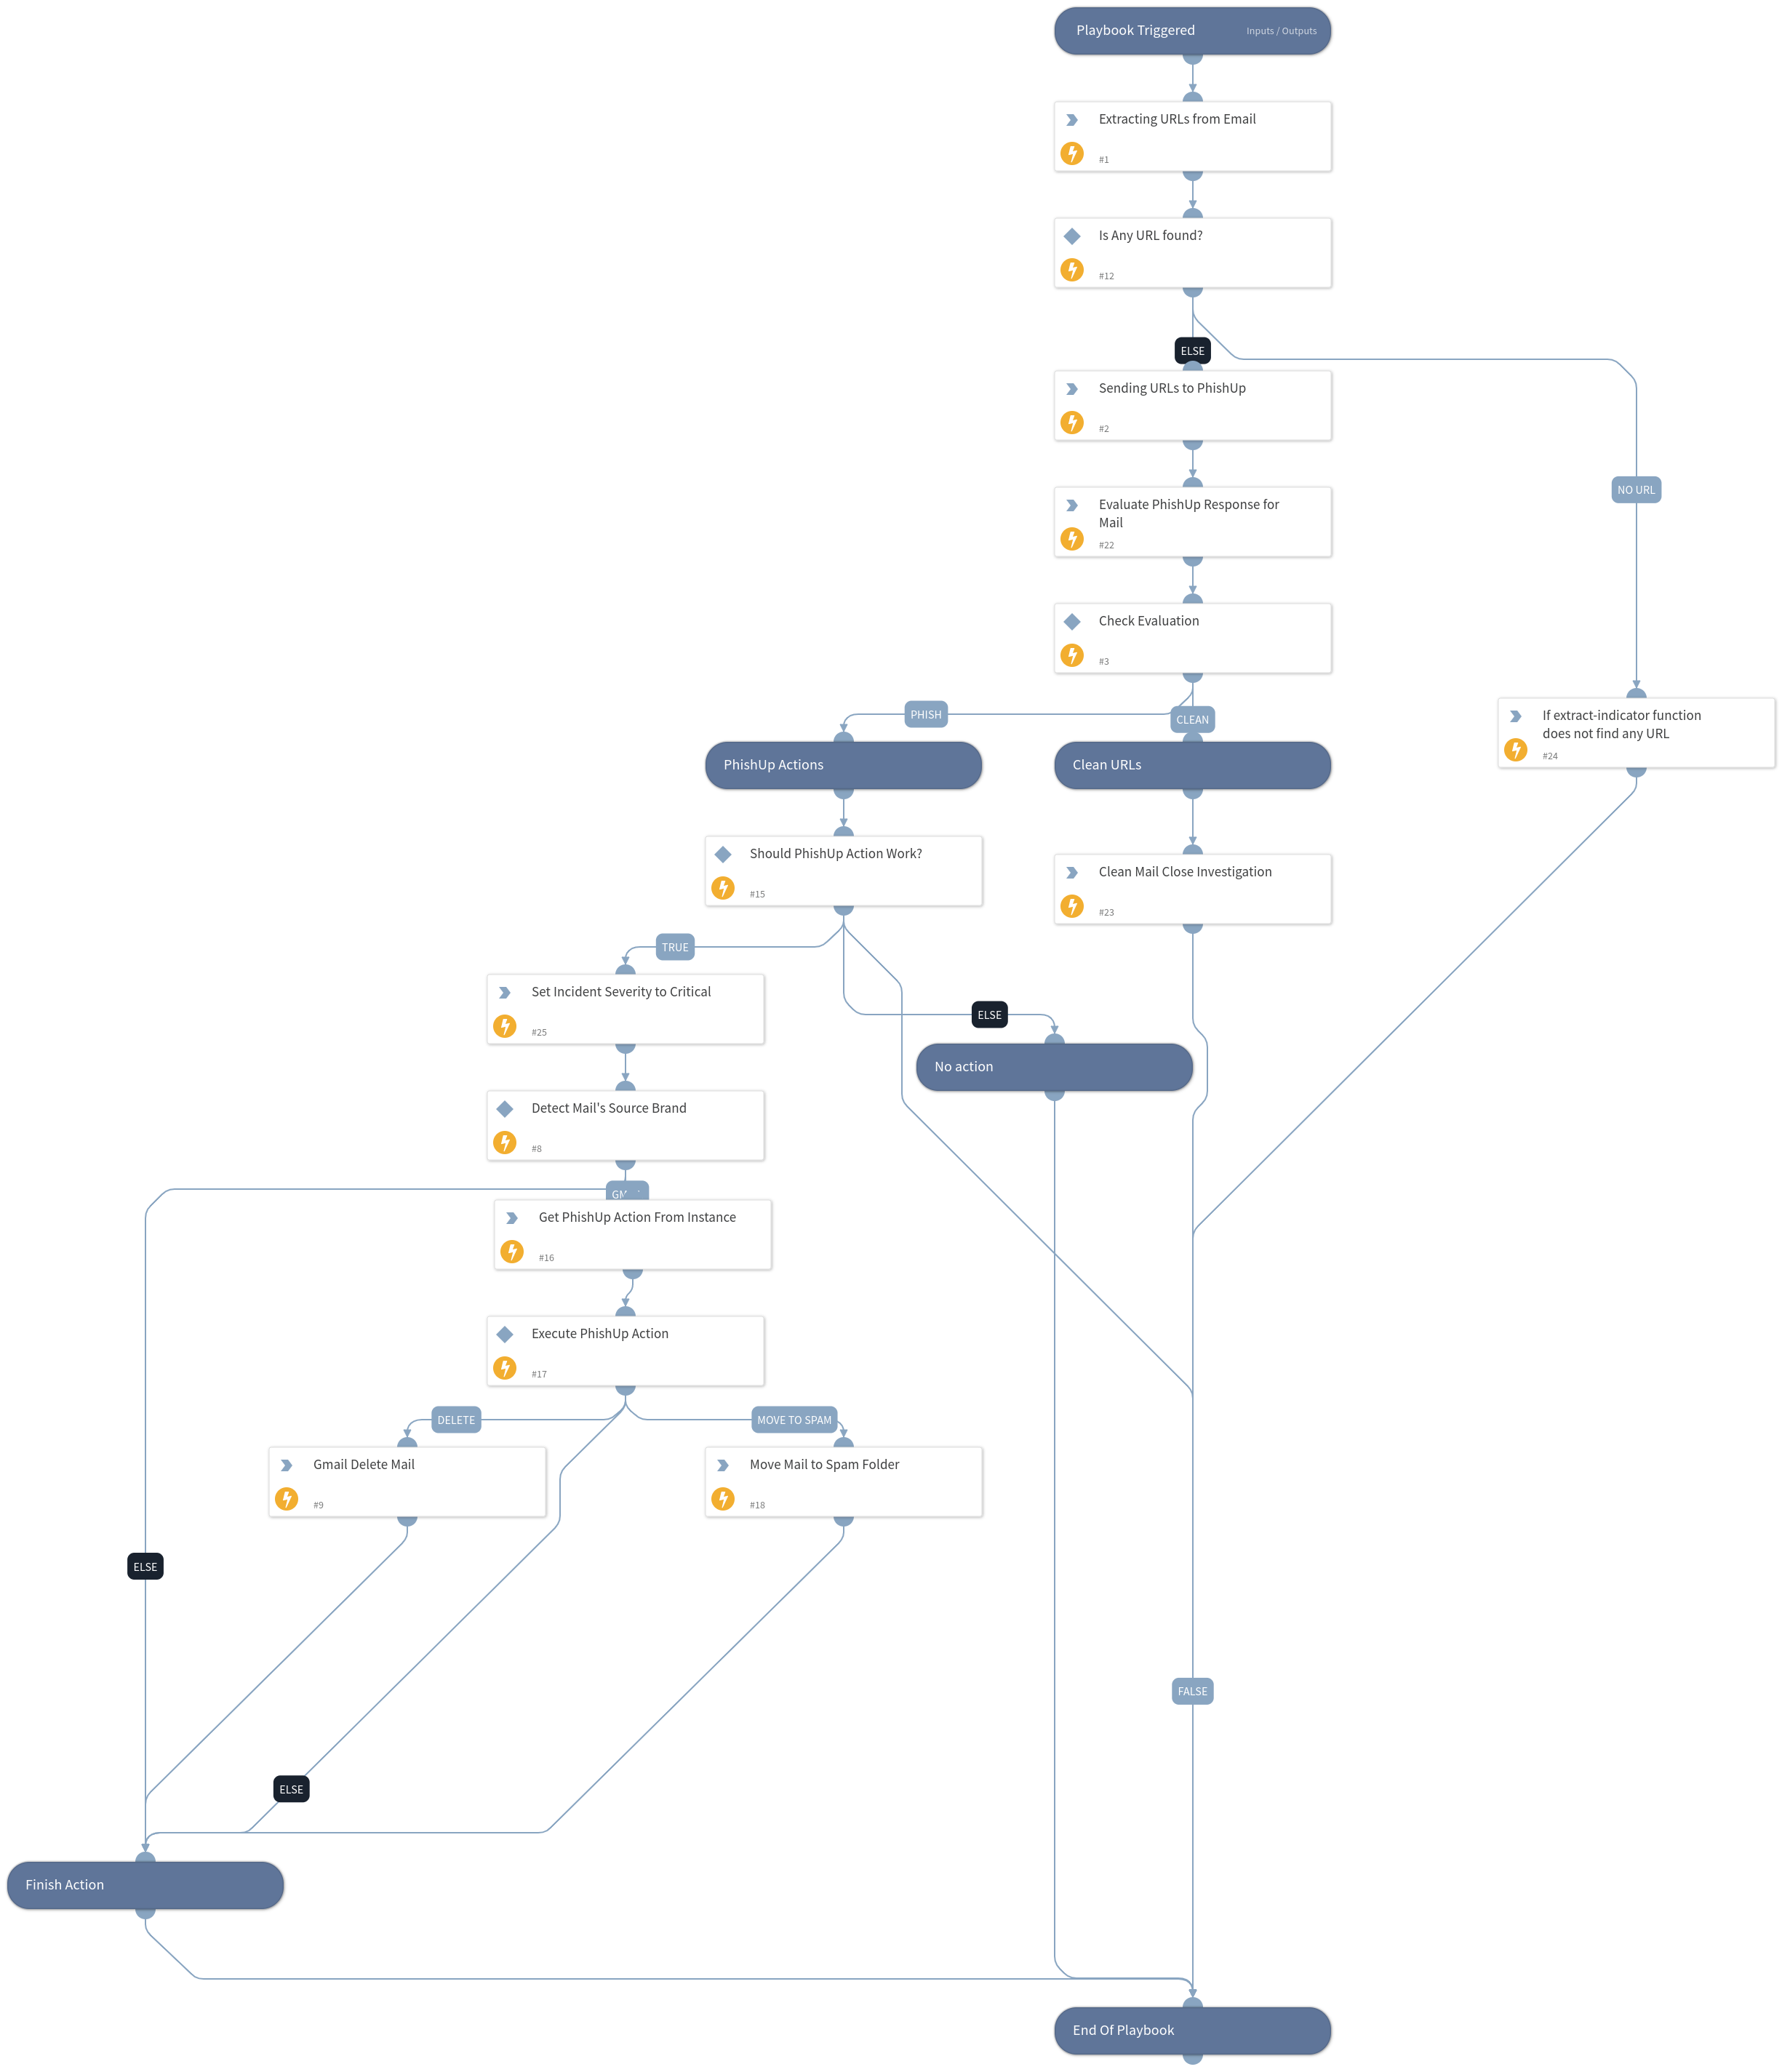 Playbook Triggered
Inputs / Outputs
Extracting URLs from Email
#1
Is Any URL found?
#12
ELSE
Sending URLs to PhishUp
#2
NO URL
Evaluate PhishUp Response for
Mail
#22
Check Evaluation
#3
PHISH
CLEAN
If extract-indicator function
does not find any URL
#24
PhishUp Actions
Clean URLs
Should PhishUp Action Work?
#15
Clean Mail Close Investigation
#23
TRUE
Set Incident Severity to Critical
#25
ELSE
No action
Detect Mail's Source Brand
#8
Get PhishUp Action From Instance
#16
Execute PhishUp Action
#17
DELETE
MOVE TO SPAM
Gmail Delete Mail
#9
Move Mail to Spam Folder
#18
ELSE
FALSE
ELSE
Finish Action
End Of Playbook